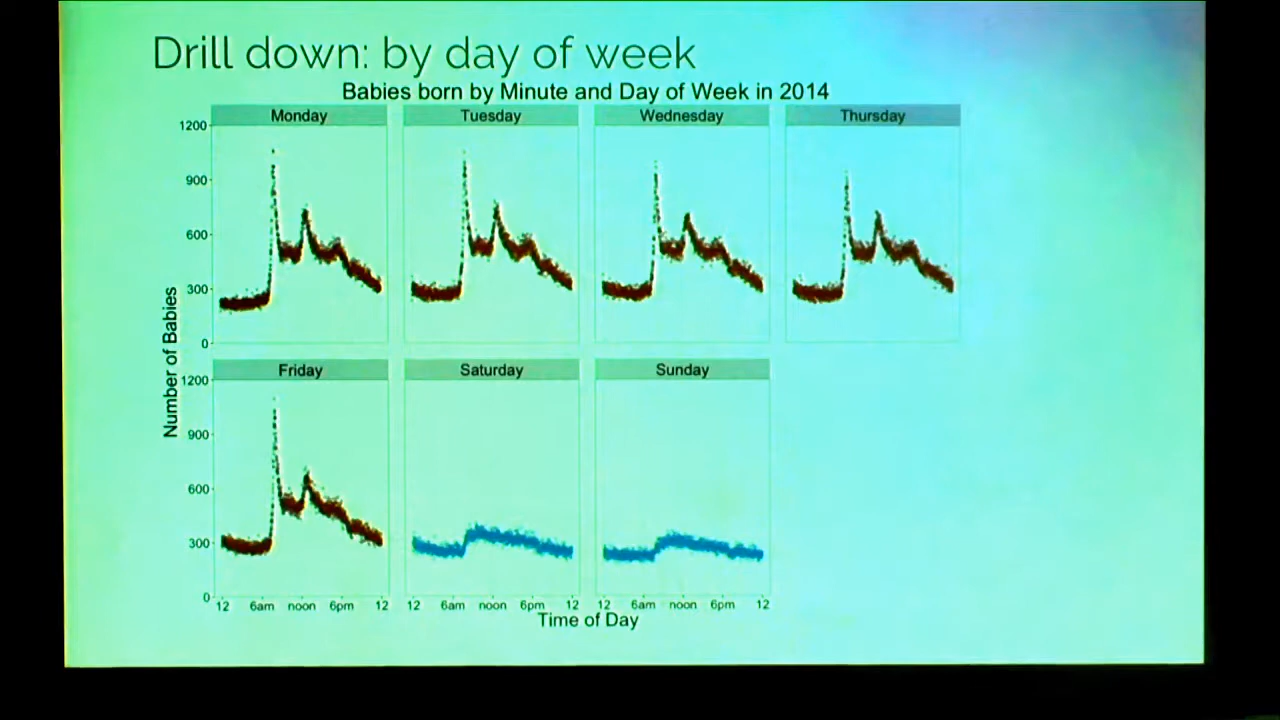 Drill down: by day of week
Babies born by Minute and Day of Week in 2014
Monday Tuesday Wednesday Thursday
1200
900
600
300
0
Number of Babies
Friday Saturday Sunday
1200
900
600
300
0
12 6am noon 6pm 12 12 6am noon 6pm 12 12 6am noon 6pm 12
Time of Day